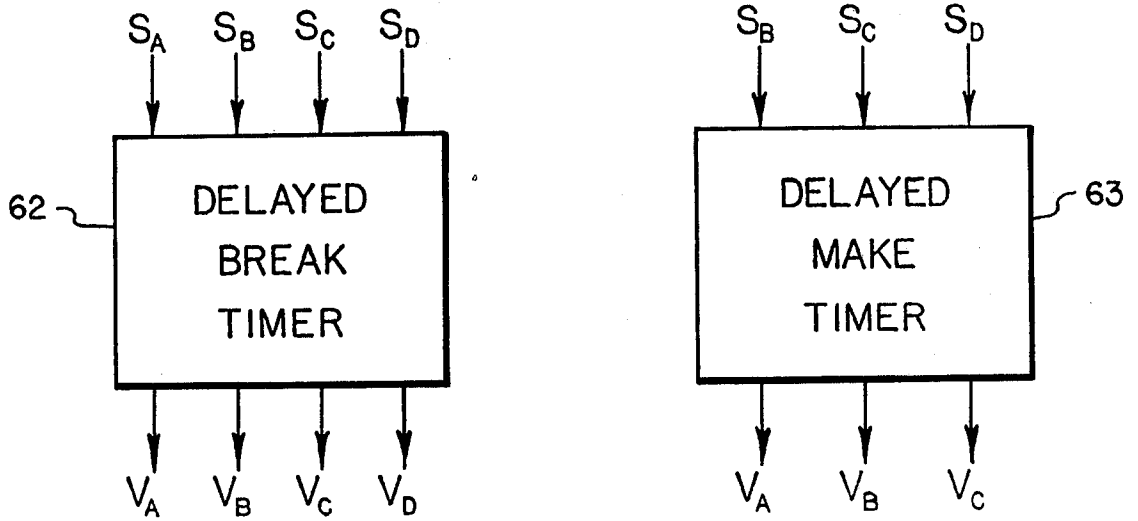 S_A S_B S_C S_D
62
DELAYED
BREAK
TIMER
V_A V_B V_C V_D
S_B S_C S_D
DELAYED
MAKE
TIMER
63
V_A V_B V_C